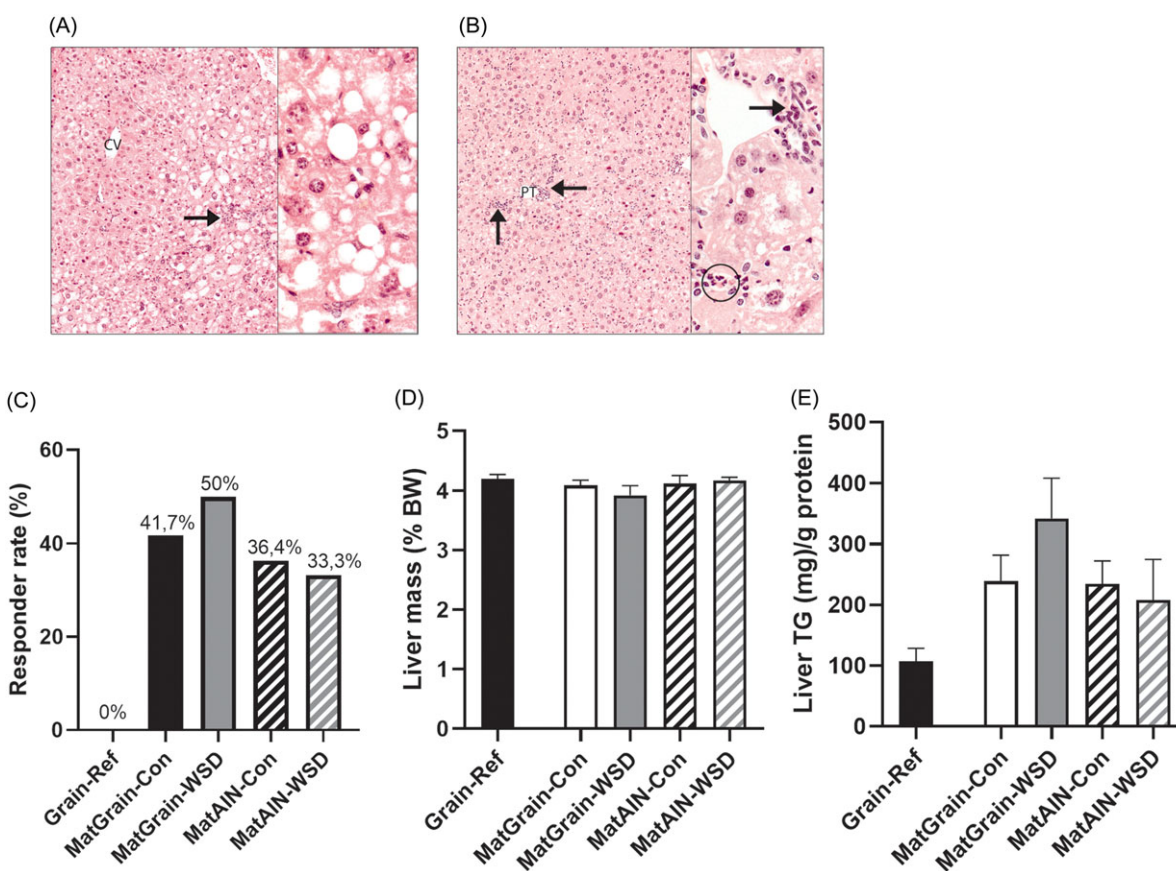 (A)
(B)
CV
PT
(C)
Responder rate (%)
60
40
20
0
0%
41,7%
50%
36,4%
33,3%
Grain-Ref
MatGrain-Con
MatGrain-WSD
MatAIN-Con
MatAIN-WSD
(D)
Liver mass (% BW)
5
4
3
2
1
0
Grain-Ref
MatGrain-Con
MatGrain-WSD
MatAIN-Con
MatAIN-WSD
(E)
Liver TG (mg)/g protein
500
400
300
200
100
0
Grain-Ref
MatGrain-Con
MatGrain-WSD
MatAIN-Con
MatAIN-WSD